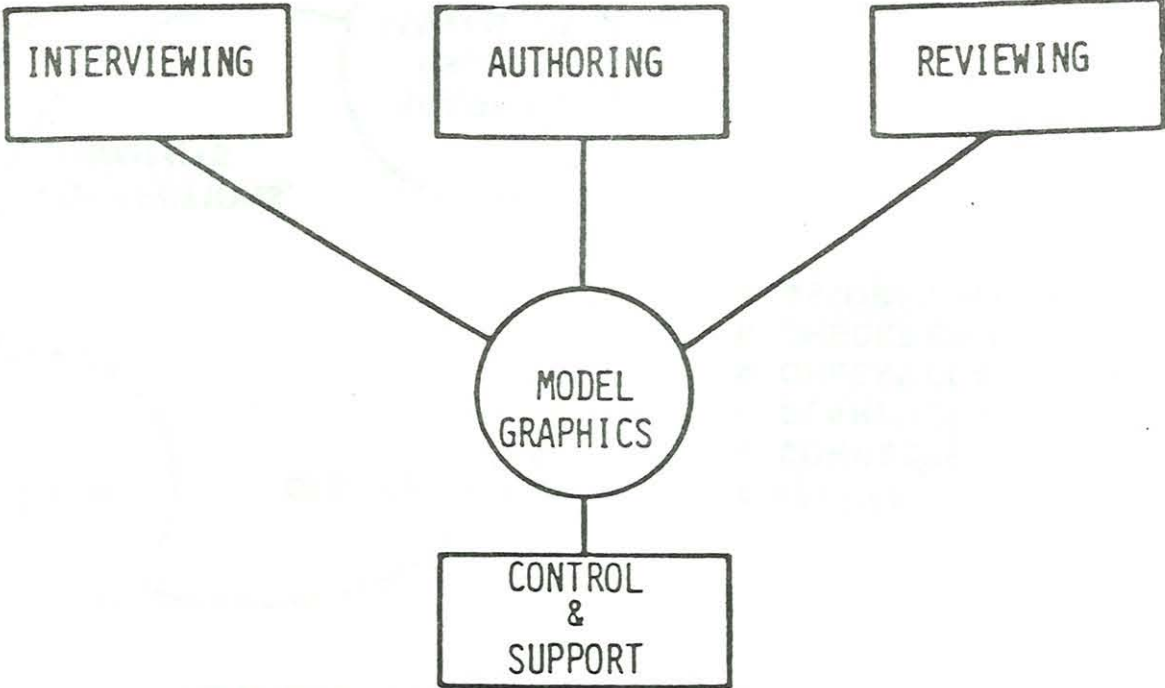 INTERVIEWING
AUTHORING
REVIEWING
MODEL
GRAPHICS
CONTROL
&
SUPPORT